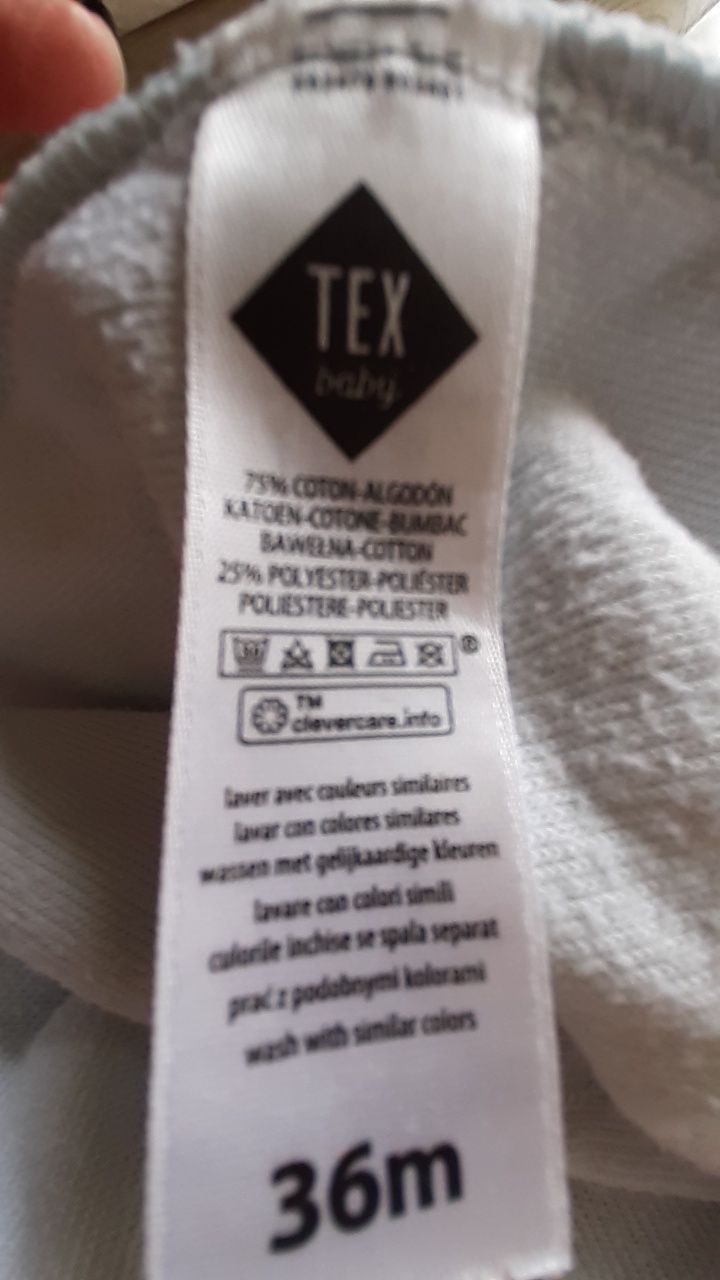 TEX
baby.
75% COTON-ALGODÓN
KATOEN-COTONE-BUMBAC
BAWEŁNA-COTTON
25% POLYESTER-POLIÉSTER
POLIESTERE-POLIESTER
30
®
TM
clevercare.info
laver avec couleurs similaires
lavar con colores similares
wassen met gelijkaardige kleuren
lavare con colori simili
culorile inchise se spala separat
prać z podobnymi kolorami
wash with similar colors
36m